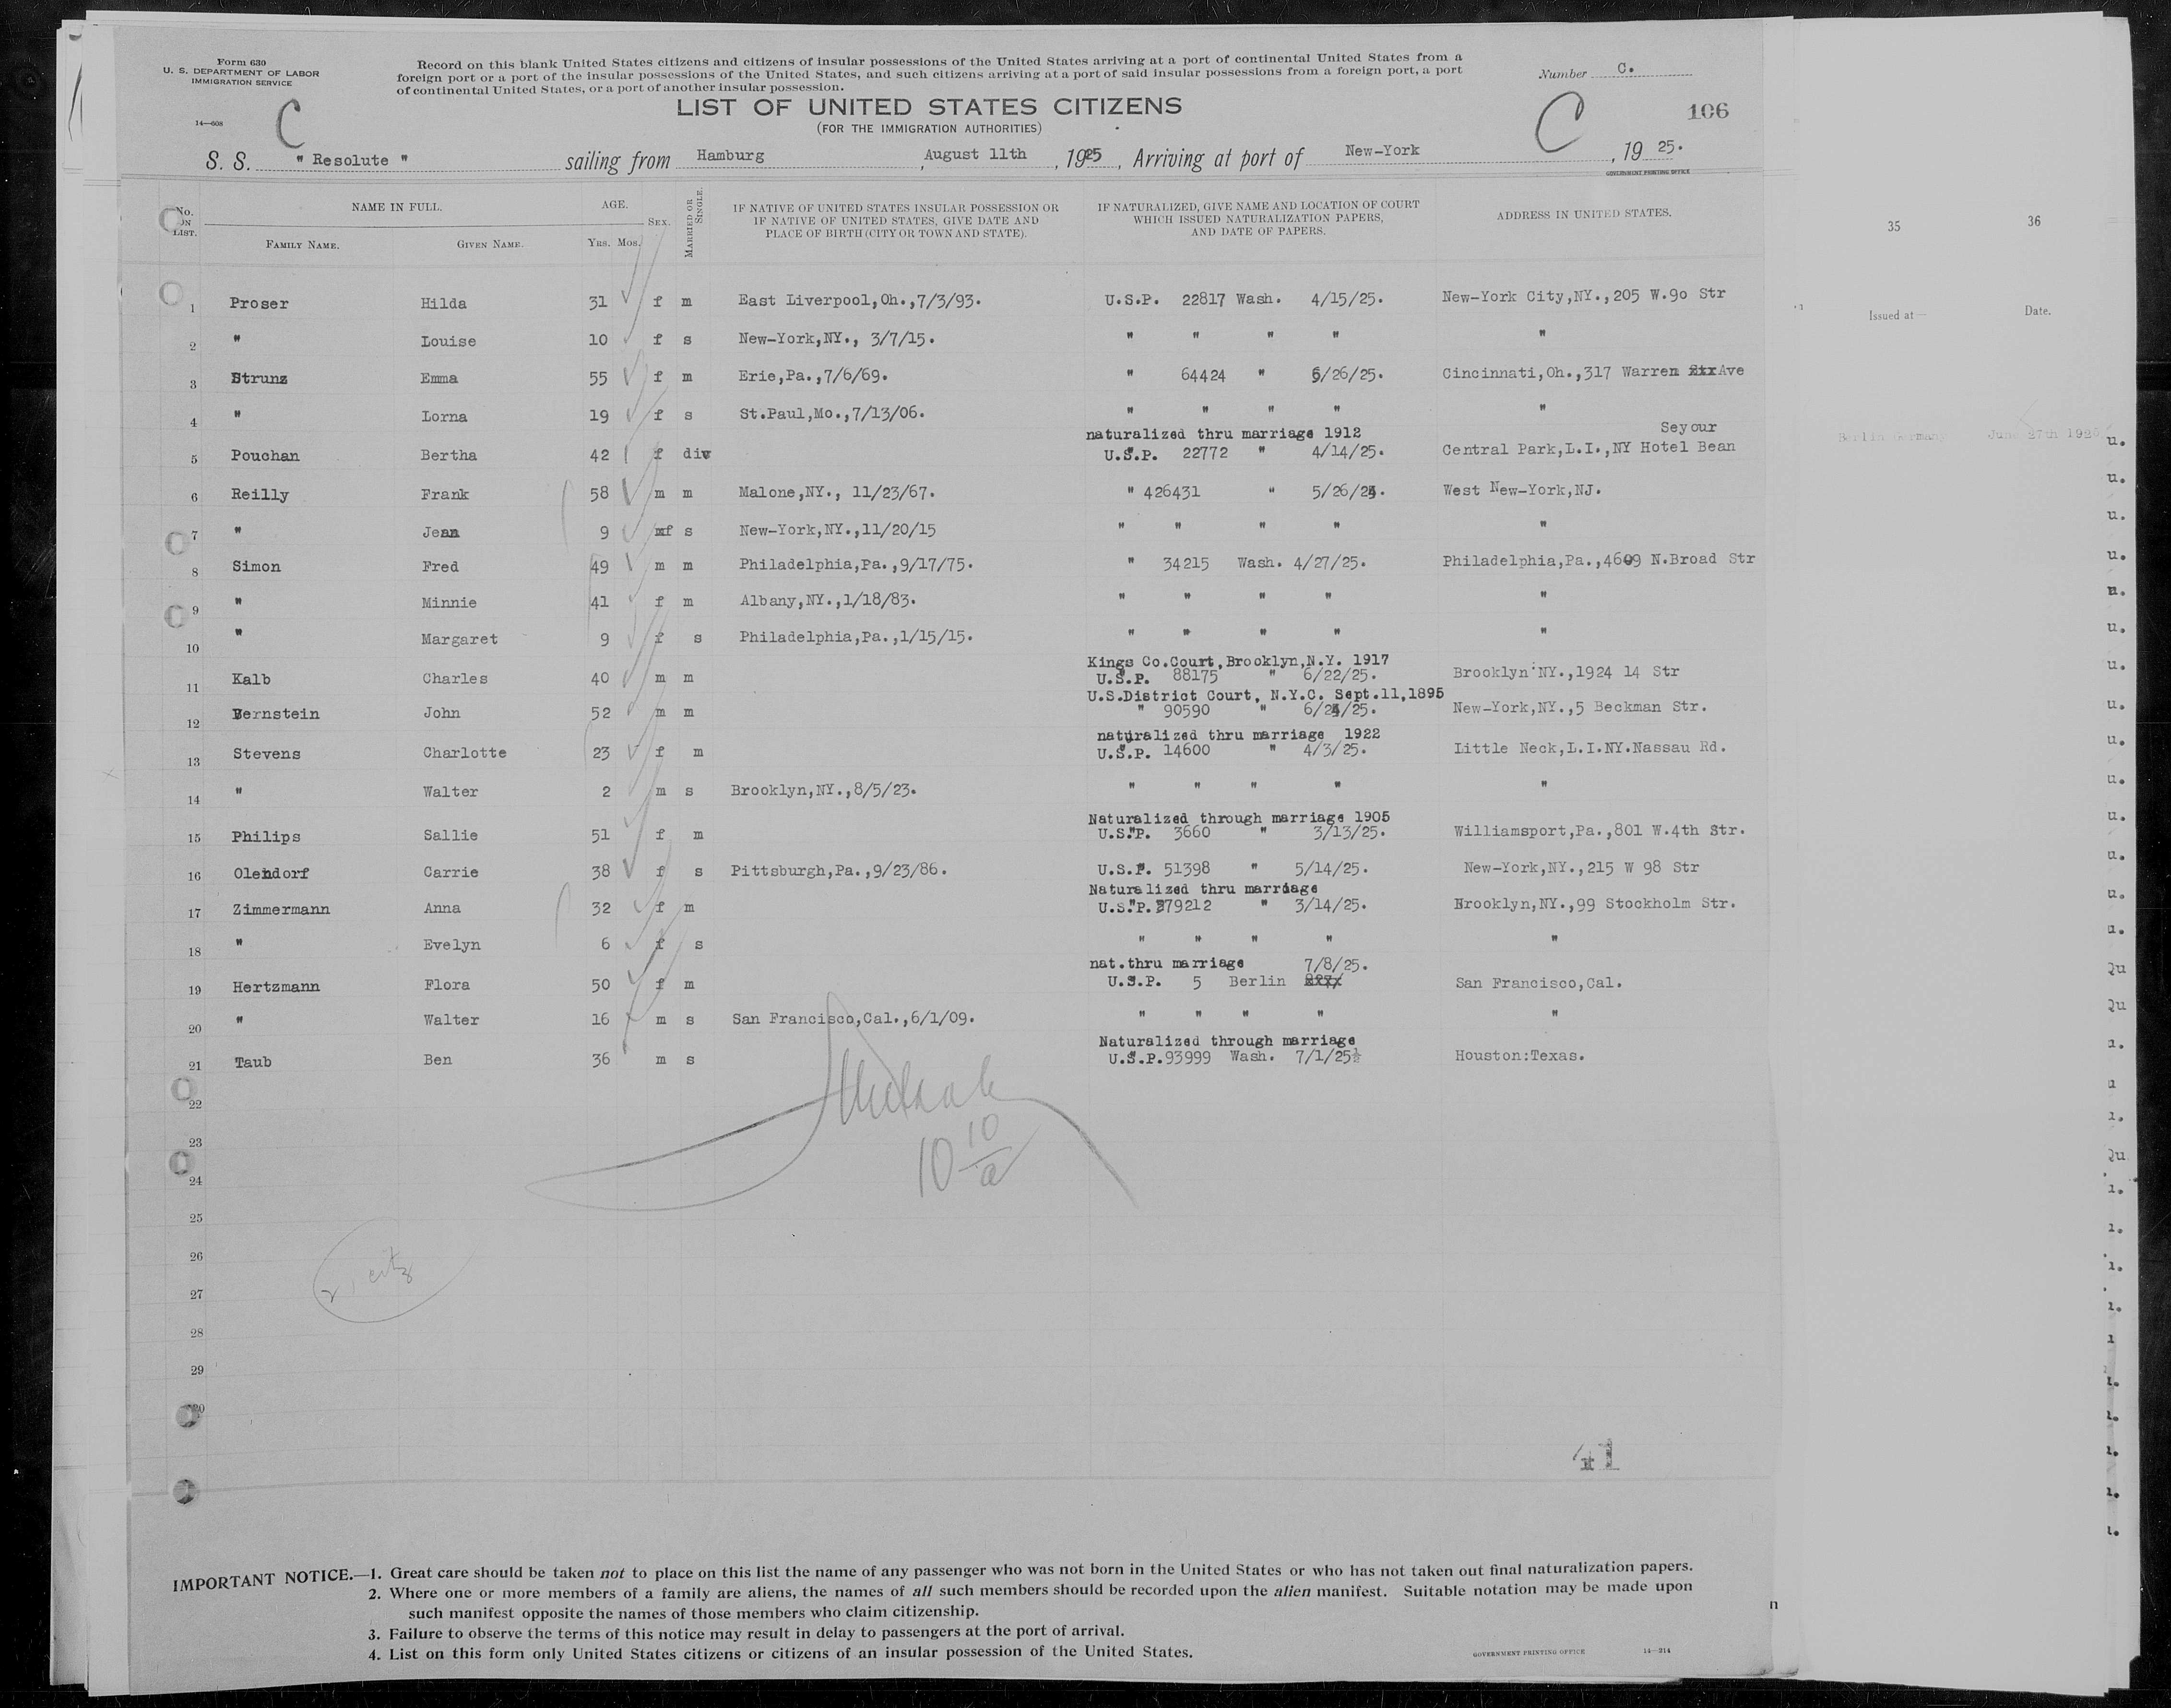 Form 630
U. S. DEPARTMENT OF LABOR
IMMIGRATION SERVICE
14—608
Record on this blank United States citizens and citizens of insular possessions of the United States arriving at a port of continental United States from a
foreign port or a port of the insular possessions of the United States, and such citizens arriving at a port of said insular possessions from a foreign port, a port
of continental United States, or a port of another insular possession.
Number C.
C
LIST OF UNITED STATES CITIZENS
(FOR THE IMMIGRATION AUTHORITIES)
C
106
S. S. " Resolute " sailing from Hamburg , August 11th , 1925 , Arriving at port of New-York , 19 25.
GOVERNMENT PRINTING OFFICE
No. ON LIST.
NAME IN FULL.
FAMILY NAME. GIVEN NAME.
AGE.
YRS. MOS.
SEX.
MARRIED OR SINGLE.
IF NATIVE OF UNITED STATES INSULAR POSSESSION OR
IF NATIVE OF UNITED STATES, GIVE DATE AND
PLACE OF BIRTH (CITY OR TOWN AND STATE).
IF NATURALIZED, GIVE NAME AND LOCATION OF COURT
WHICH ISSUED NATURALIZATION PAPERS,
AND DATE OF PAPERS.
ADDRESS IN UNITED STATES.
35 36
Issued at— Date.
1 Proser Hilda 31 f m East Liverpool,Oh.,7/3/93. U.S.P. 22817 Wash. 4/15/25. New-York City,NY.,205 W.90 Str
2 " Louise 10 f s New-York,NY., 3/7/15. " " " " "
3 Strunz Emma 55 f m Erie,Pa.,7/6/69. " 64424 " 5/26/25. Cincinnati,Oh.,317 Warren Ave
4 " Lorna 19 f s St.Paul,Mo.,7/13/06. " " " " "
naturalized thru marriage 1912 Seyour
5 Pouchan Bertha 42 f div U.S.P. 22772 " 4/14/25. Central Park,L.I.,NY Hotel Bean
Berlin Germany June 27th 1925
6 Reilly Frank 58 m m Malone,NY., 11/23/67. " 426431 " 5/26/24. West New-York,NJ.
7 " Jean 9 f s New-York,NY.,11/20/15 " " " " "
8 Simon Fred 49 m m Philadelphia,Pa.,9/17/75. " 34215 Wash. 4/27/25. Philadelphia,Pa.,4609 N.Broad Str
9 " Minnie 41 f m Albany,NY.,1/18/83. " " " " "
10 " Margaret 9 f s Philadelphia,Pa.,1/15/15. " " " " "
Kings Co.Court,Brooklyn,N.Y. 1917
11 Kalb Charles 40 m m U.S.P. 88175 " 6/22/25. Brooklyn NY.,1924 14 Str
U.S.District Court, N.Y.C. Sept.11,1895
12 Bernstein John 52 m m " 90590 " 6/24/25. New-York,NY.,5 Beckman Str.
naturalized thru marriage 1922
13 Stevens Charlotte 23 f m U.S.P. 14600 " 4/3/25. Little Neck,L.I.NY.Nassau Rd.
14 " Walter 2 m s Brooklyn,NY.,8/5/23. " " " " "
Naturalized through marriage 1905
15 Philips Sallie 51 f m U.S.P. 3660 " 3/13/25. Williamsport,Pa.,801 W.4th Str.
16 Olendorf Carrie 38 f s Pittsburgh,Pa.,9/23/86. U.S.P. 51398 " 5/14/25. New-York,NY.,215 W 98 Str
Naturalized thru marriage
17 Zimmermann Anna 32 f m U.S.P. 379212 " 3/14/25. Brooklyn,NY.,99 Stockholm Str.
18 " Evelyn 6 f s " " " " "
nat.thru marriage 7/8/25.
19 Hertzmann Flora 50 f m U.S.P. 5 Berlin San Francisco,Cal.
20 " Walter 16 m s San Francisco,Cal.,6/1/09. " " " " "
Naturalized through marriage
21 Taub Ben 36 m s U.S.P.93999 Wash. 7/1/25 Houston:Texas.
22
23
10 10/a
24
25
26
21 citz
27
28
29
30
41
IMPORTANT NOTICE.—1. Great care should be taken not to place on this list the name of any passenger who was not born in the United States or who has not taken out final naturalization papers.
2. Where one or more members of a family are aliens, the names of all such members should be recorded upon the alien manifest. Suitable notation may be made upon
such manifest opposite the names of those members who claim citizenship.
3. Failure to observe the terms of this notice may result in delay to passengers at the port of arrival.
4. List on this form only United States citizens or citizens of an insular possession of the United States.
GOVERNMENT PRINTING OFFICE 14—314